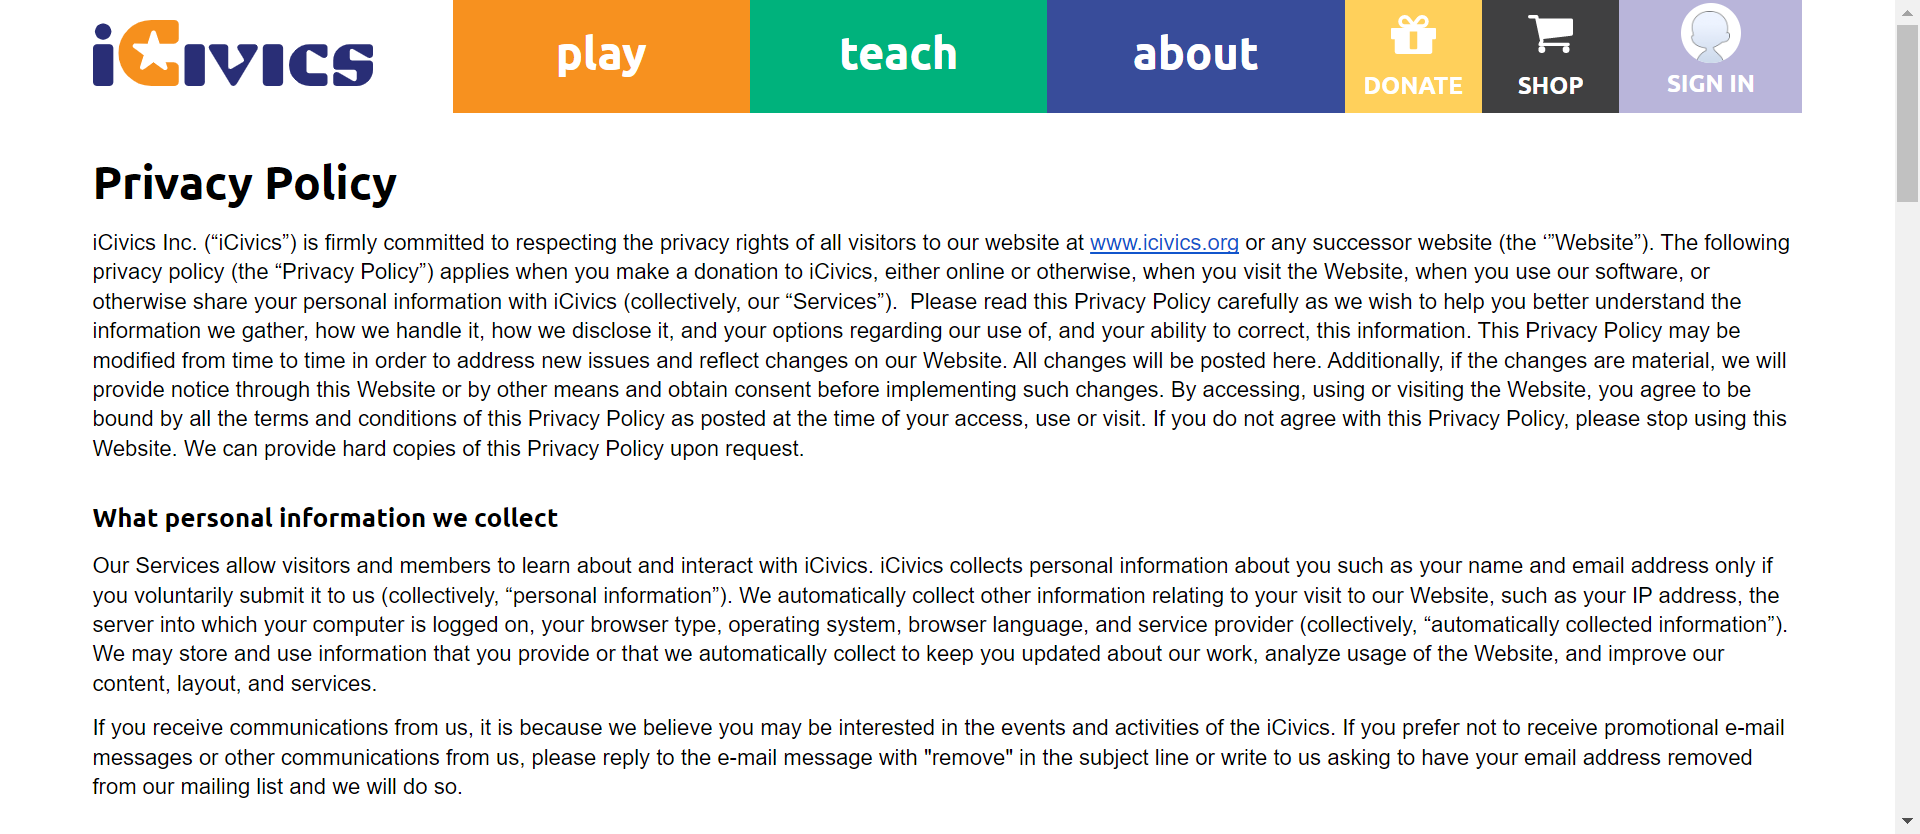 iCivics
play
teach
about
DONATE
SHOP
SIGN IN
Privacy Policy
iCivics Inc. (“iCivics”) is firmly committed to respecting the privacy rights of all visitors to our website at www.icivics.org or any successor website (the ‘”Website”). The following
privacy policy (the “Privacy Policy”) applies when you make a donation to iCivics, either online or otherwise, when you visit the Website, when you use our software, or
otherwise share your personal information with iCivics (collectively, our “Services”).  Please read this Privacy Policy carefully as we wish to help you better understand the
information we gather, how we handle it, how we disclose it, and your options regarding our use of, and your ability to correct, this information. This Privacy Policy may be
modified from time to time in order to address new issues and reflect changes on our Website. All changes will be posted here. Additionally, if the changes are material, we will
provide notice through this Website or by other means and obtain consent before implementing such changes. By accessing, using or visiting the Website, you agree to be
bound by all the terms and conditions of this Privacy Policy as posted at the time of your access, use or visit. If you do not agree with this Privacy Policy, please stop using this
Website. We can provide hard copies of this Privacy Policy upon request.
What personal information we collect
Our Services allow visitors and members to learn about and interact with iCivics. iCivics collects personal information about you such as your name and email address only if
you voluntarily submit it to us (collectively, “personal information”). We automatically collect other information relating to your visit to our Website, such as your IP address, the
server into which your computer is logged on, your browser type, operating system, browser language, and service provider (collectively, “automatically collected information”).
We may store and use information that you provide or that we automatically collect to keep you updated about our work, analyze usage of the Website, and improve our
content, layout, and services.
If you receive communications from us, it is because we believe you may be interested in the events and activities of the iCivics. If you prefer not to receive promotional e-mail
messages or other communications from us, please reply to the e-mail message with "remove" in the subject line or write to us asking to have your email address removed
from our mailing list and we will do so.